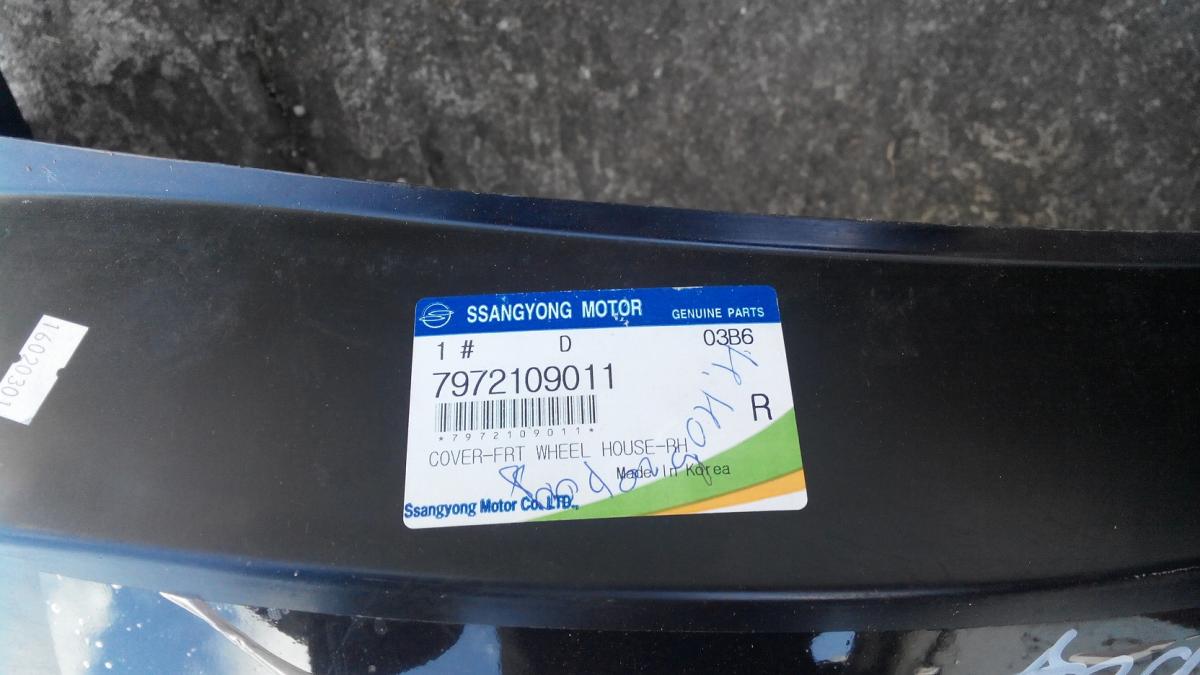 SSANGYONG MOTOR GENUINE PARTS
1 # D 03B6
7972109011
R
*7972109011*
COVER-FRT WHEEL HOUSE-RH
Made In Korea
Ssangyong Motor Co. LTD.,
16020301